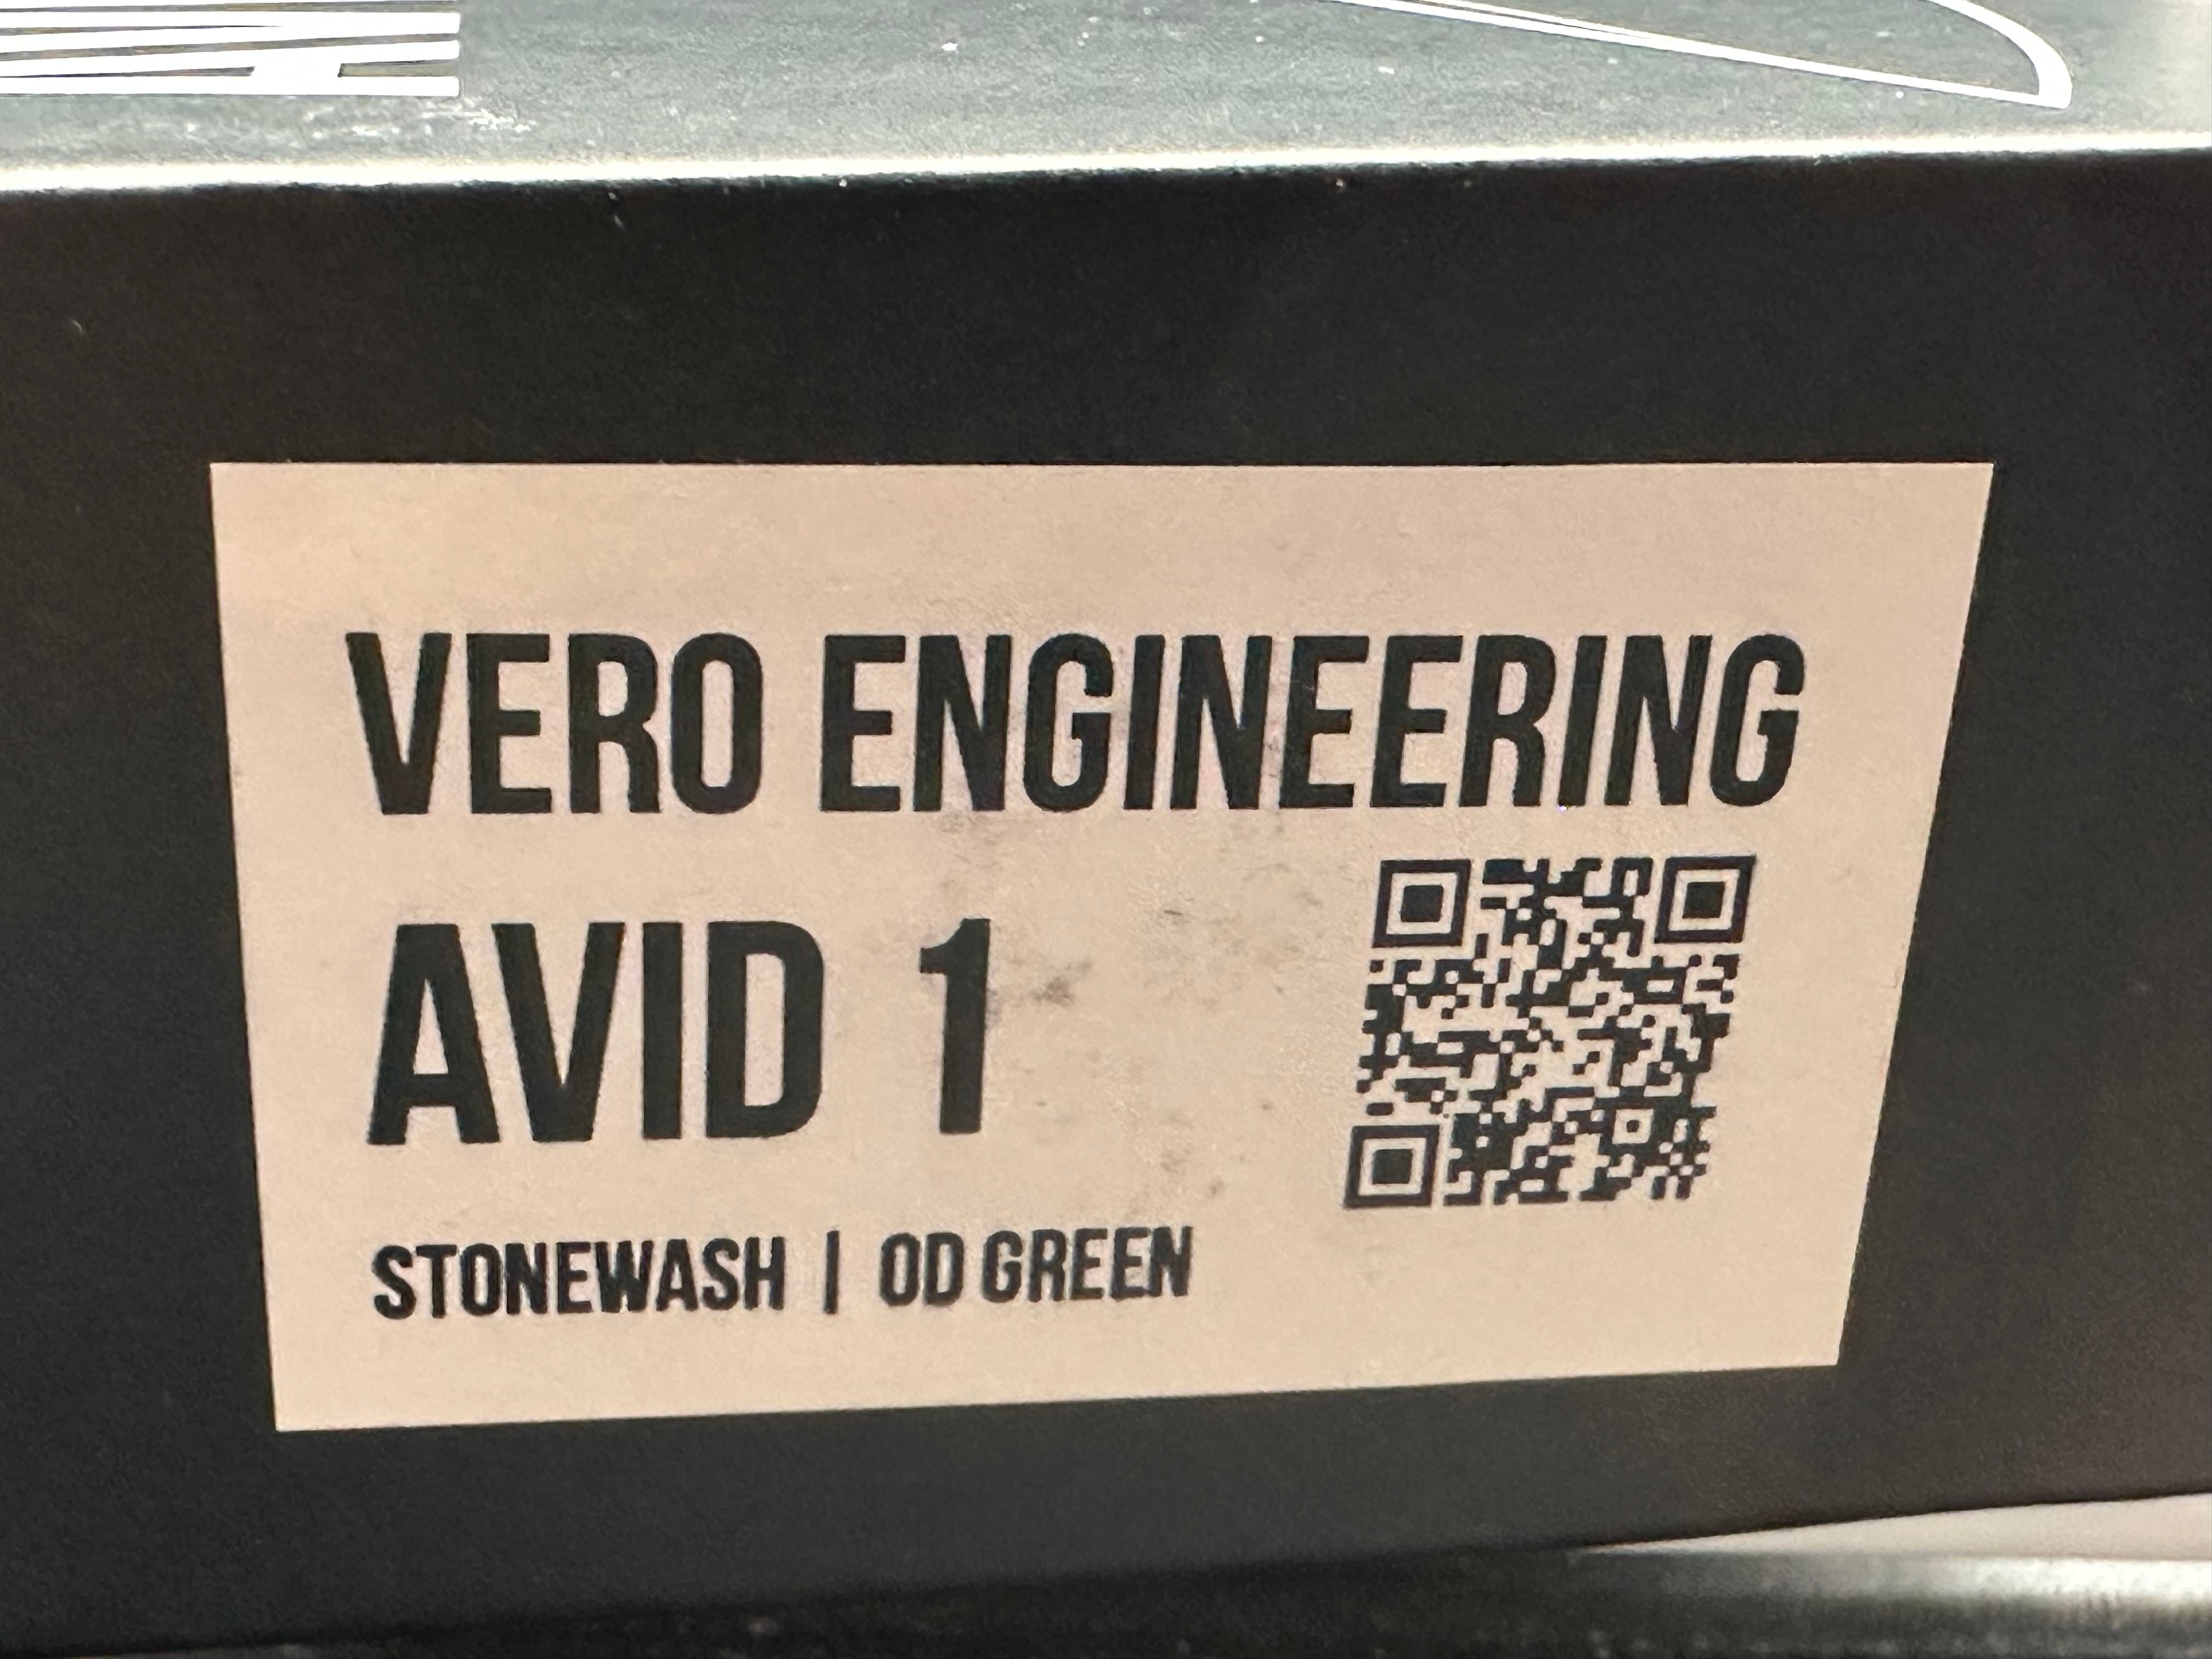 VERO ENGINEERING
AVID 1
STONEWASH | OD GREEN